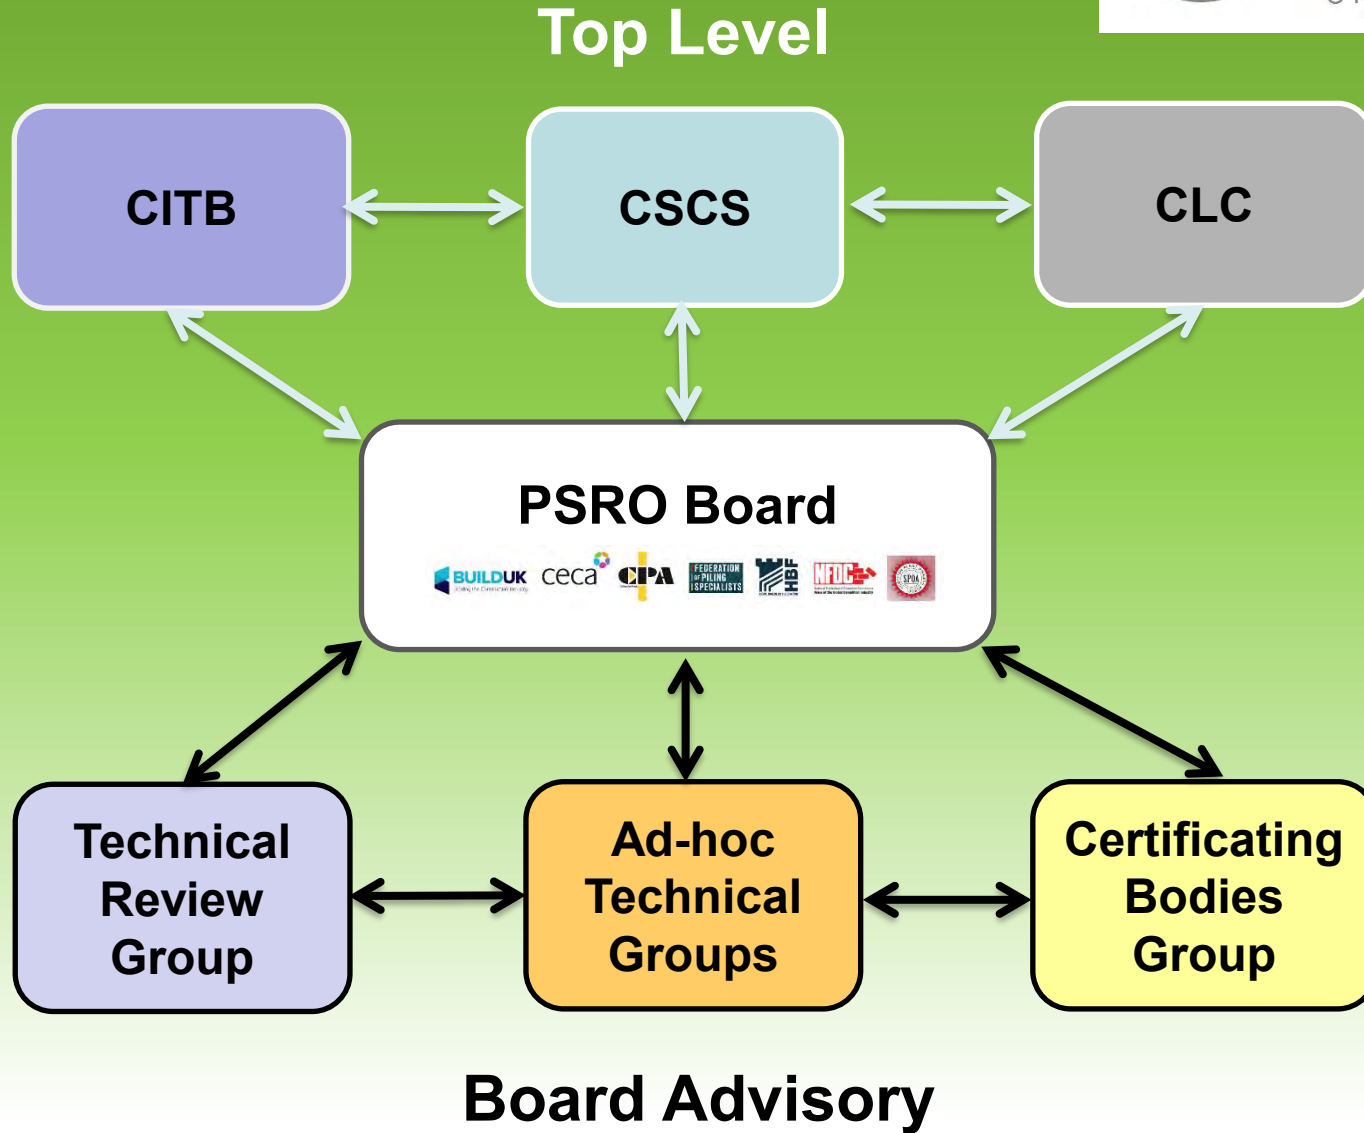 Top Level
CITB
CSCS
CLC
PSRO Board
BUILDUK
ceca
CPA
FEDERATION
OF PILING
SPECIALISTS
HBF
NFDC
SPOA
Technical
Review
Group
Ad-hoc
Technical
Groups
Certificating
Bodies
Group
Board Advisory